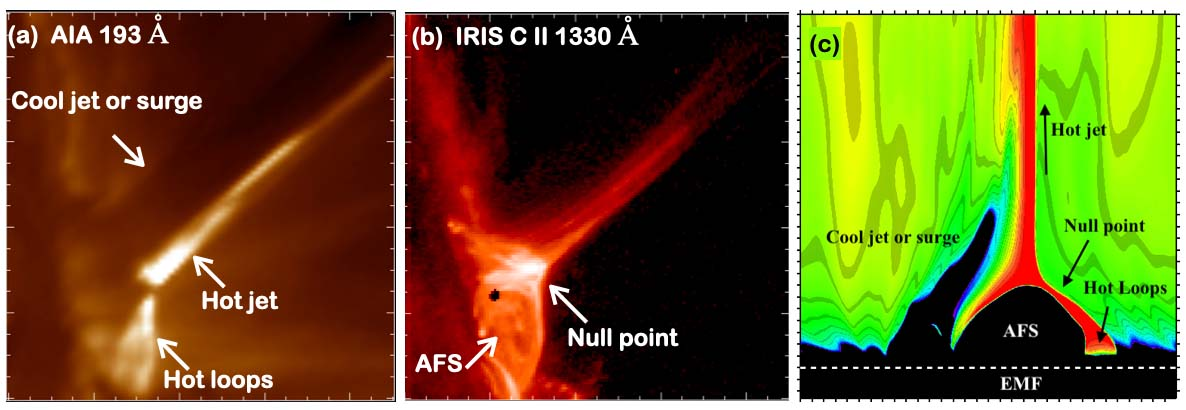 (a) AIA 193 Å
Cool jet or surge
Hot jet
Hot loops
(b) IRIS C II 1330 Å
Null point
AFS
(c)
Hot jet
Null point
Cool jet or surge
Hot Loops
AFS
EMF